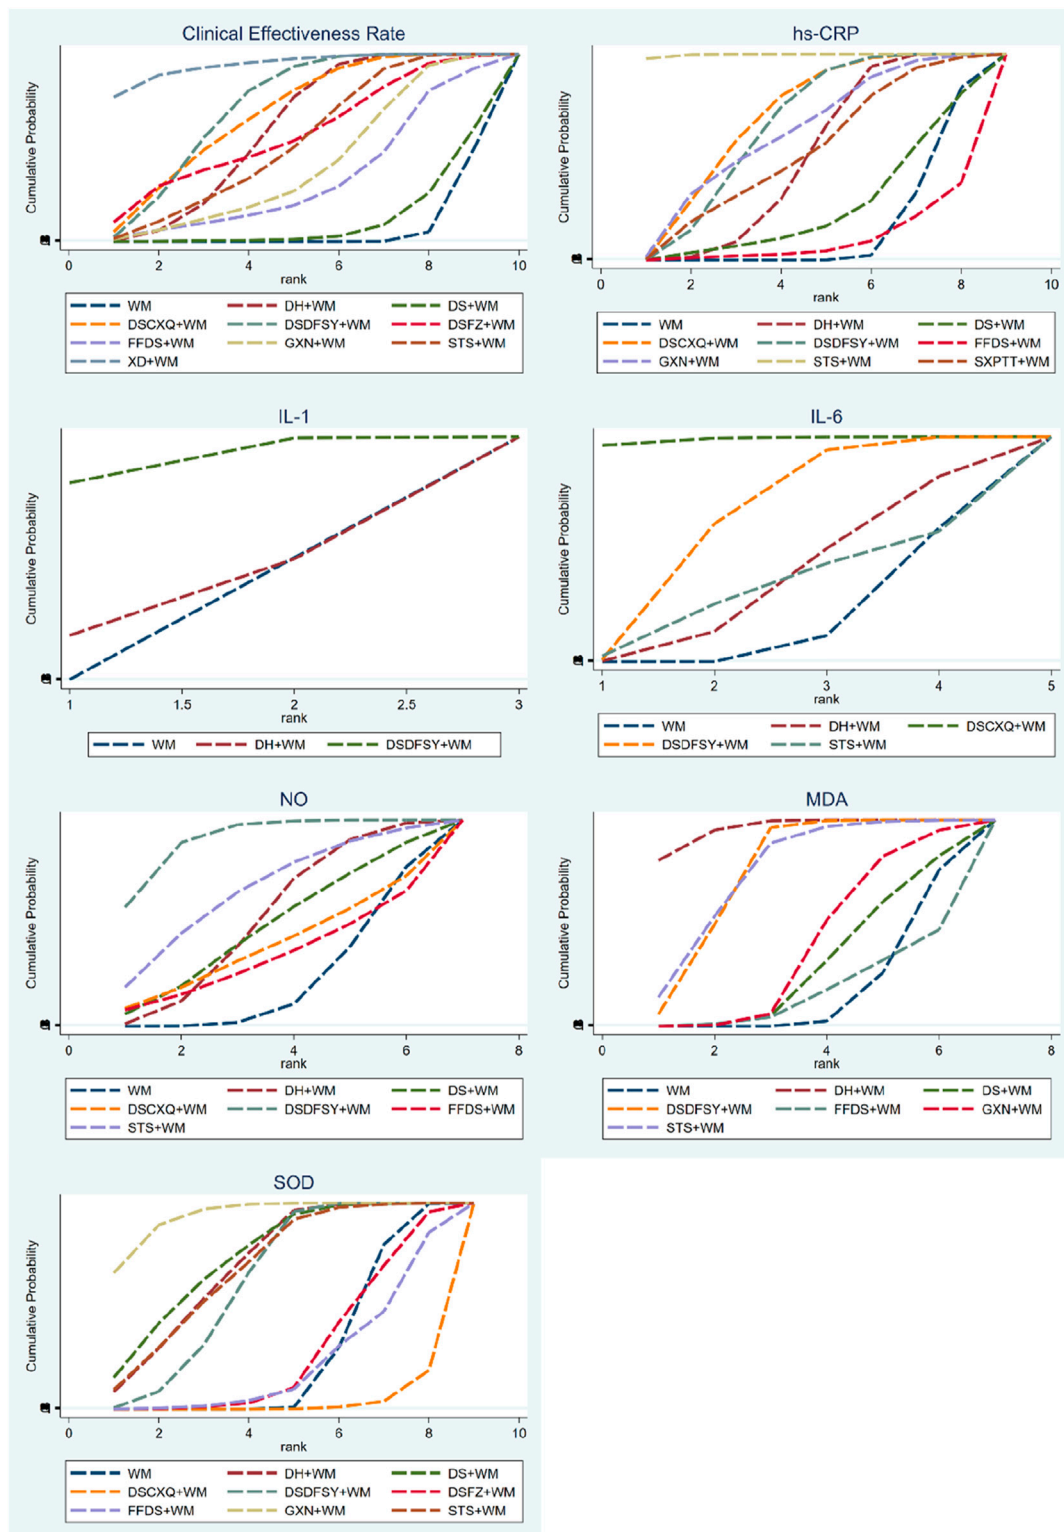 Clinical Effectiveness Rate
Cumulative Probability
0 2 4 6 8 10
rank
WM DH+WM DS+WM
DSCXQ+WM DSDFSY+WM DSFZ+WM
FFDS+WM GXN+WM STS+WM
XD+WM
hs-CRP
Cumulative Probability
0 2 4 6 8 10
rank
WM DH+WM DS+WM
DSCXQ+WM DSDFSY+WM FFDS+WM
GXN+WM STS+WM SXPTT+WM
IL-1
Cumulative Probability
1 1.5 2 2.5 3
rank
WM DH+WM DSDFSY+WM
IL-6
Cumulative Probability
1 2 3 4 5
rank
WM DH+WM DSCXQ+WM
DSDFSY+WM STS+WM
NO
Cumulative Probability
0 2 4 6 8
rank
WM DH+WM DS+WM
DSCXQ+WM DSDFSY+WM FFDS+WM
STS+WM
MDA
Cumulative Probability
0 2 4 6 8
rank
WM DH+WM DS+WM
DSDFSY+WM FFDS+WM GXN+WM
STS+WM
SOD
Cumulative Probability
0 2 4 6 8 10
rank
WM DH+WM DS+WM
DSCXQ+WM DSDFSY+WM DSFZ+WM
FFDS+WM GXN+WM STS+WM